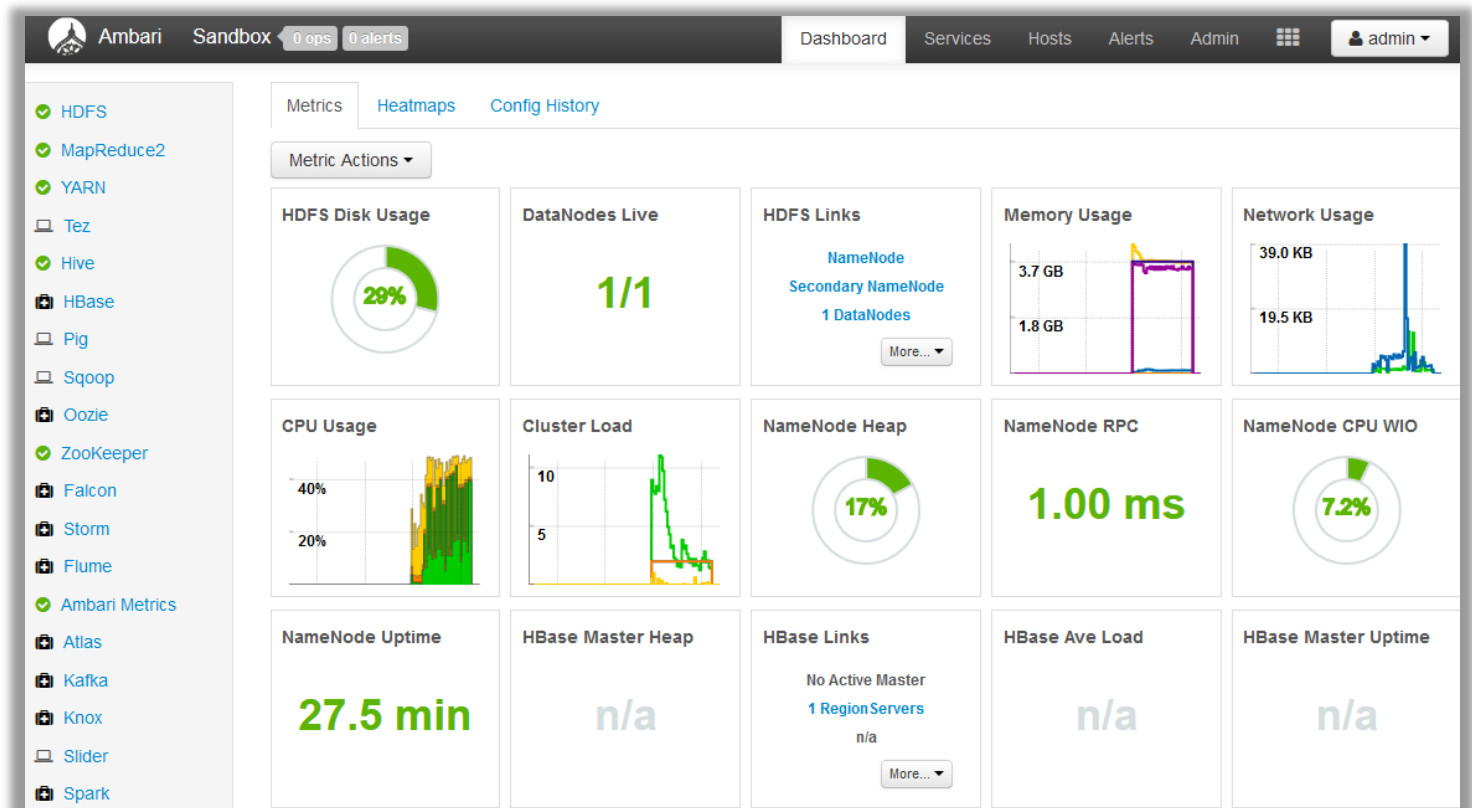 Ambari Sandbox 0 ops 0 alerts Dashboard Services Hosts Alerts Admin admin
HDFS
MapReduce2
YARN
Tez
Hive
HBase
Pig
Sqoop
Oozie
ZooKeeper
Falcon
Storm
Flume
Ambari Metrics
Atlas
Kafka
Knox
Slider
Spark
Metrics Heatmaps Config History
Metric Actions
HDFS Disk Usage
29%
DataNodes Live
1/1
HDFS Links
NameNode
Secondary NameNode
1 DataNodes
More...
Memory Usage
3.7 GB
1.8 GB
Network Usage
39.0 KB
19.5 KB
CPU Usage
40%
20%
Cluster Load
10
5
NameNode Heap
17%
NameNode RPC
1.00 ms
NameNode CPU WIO
7.2%
NameNode Uptime
27.5 min
HBase Master Heap
n/a
HBase Links
No Active Master
1 RegionServers
n/a
More...
HBase Ave Load
n/a
HBase Master Uptime
n/a